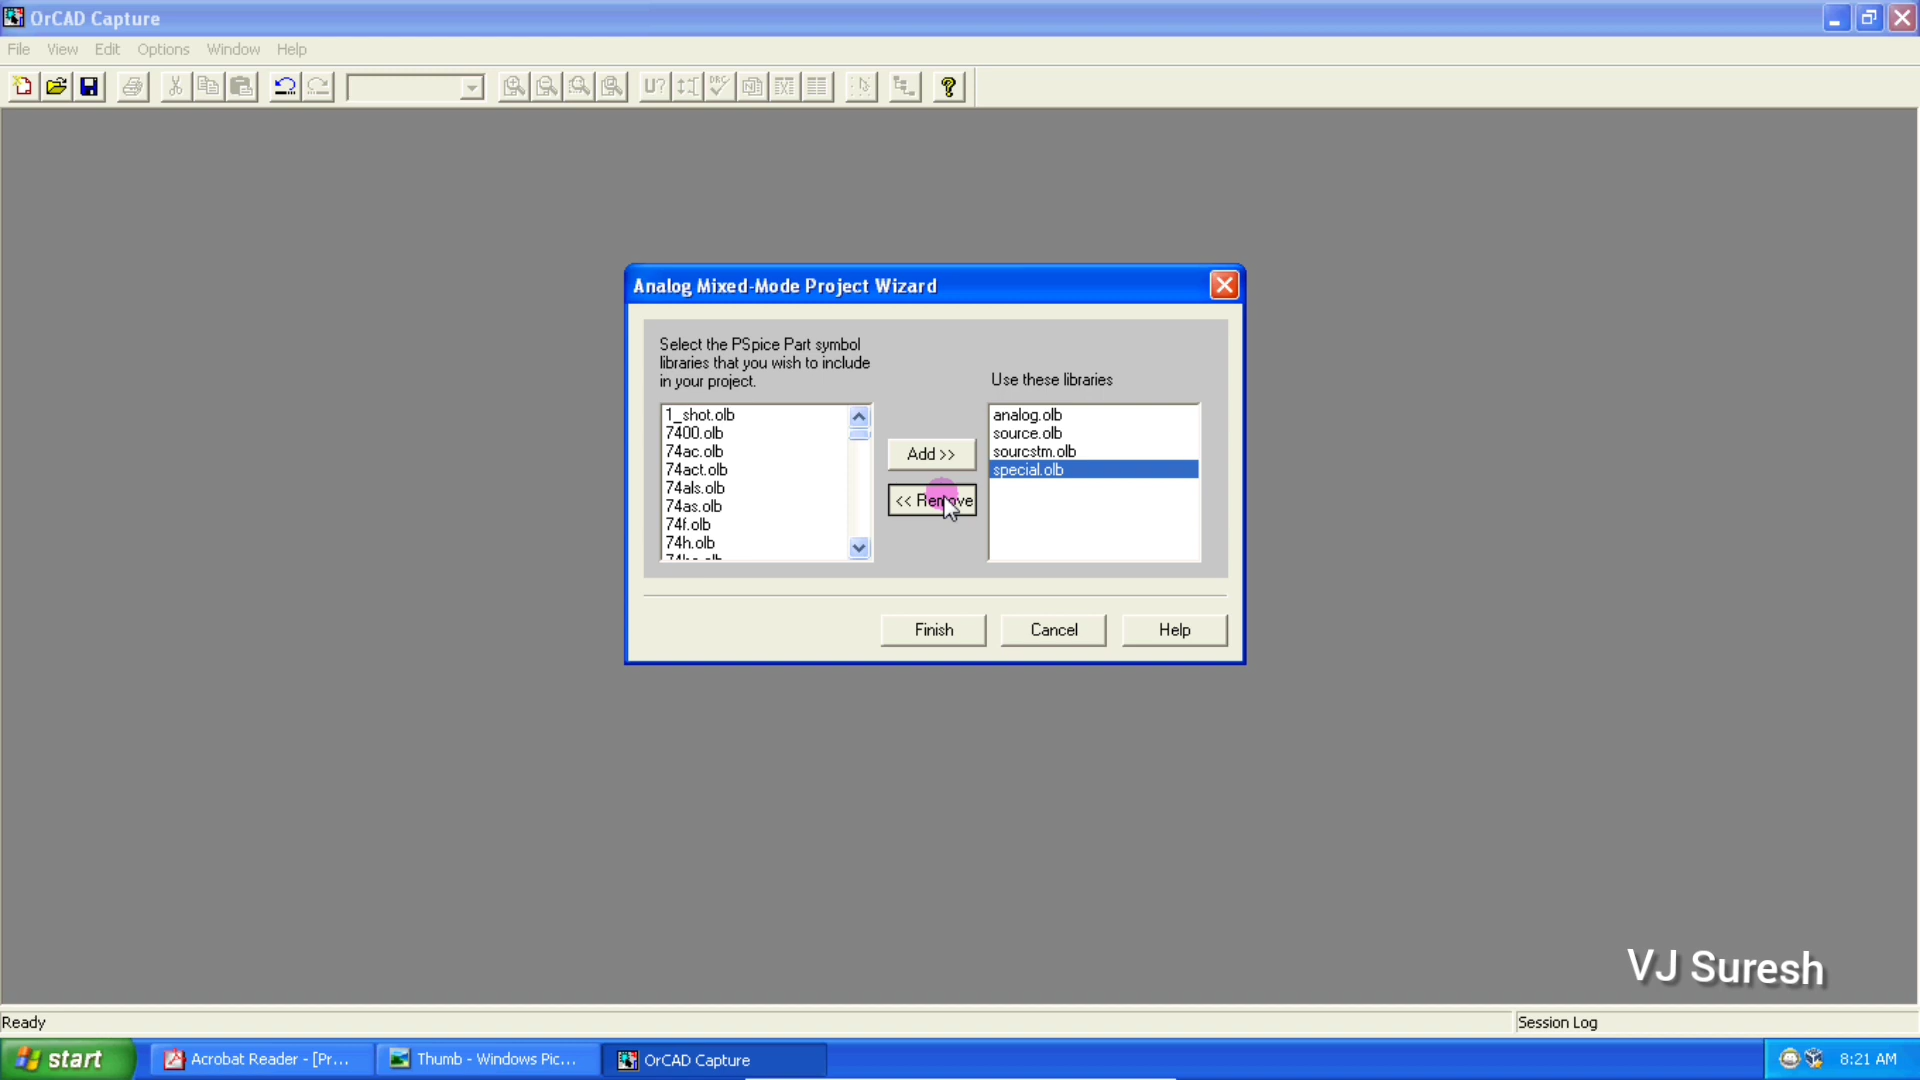 OrCAD Capture
File View Edit Options Window Help
U? DRC
Analog Mixed-Mode Project Wizard
Select the PSpice Part symbol
libraries that you wish to include
in your project.
Use these libraries
1_shot.olb
7400.olb
74ac.olb
74act.olb
74als.olb
74as.olb
74f.olb
74h.olb
Add >>
<< Remove
analog.olb
source.olb
sourcstm.olb
special.olb
Finish Cancel Help
VJ Suresh
Ready Session Log
start Acrobat Reader - [Pr... Thumb - Windows Pic... OrCAD Capture 8:21 AM